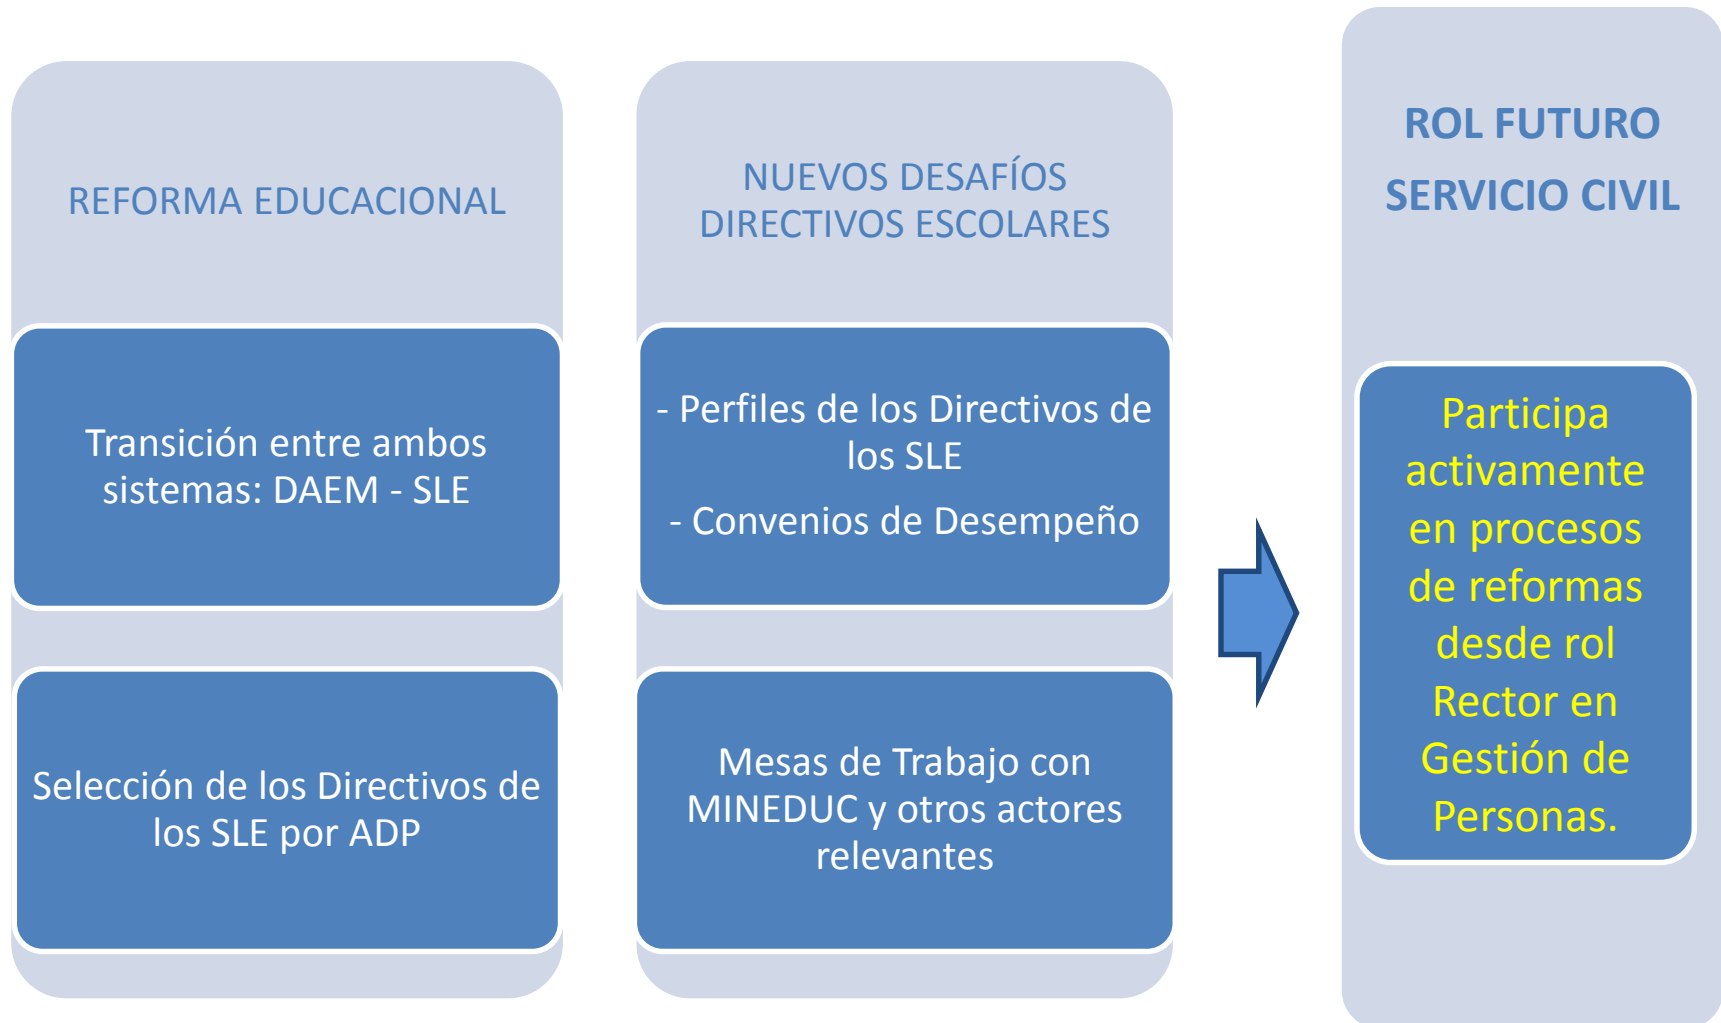 REFORMA EDUCACIONAL
Transición entre ambos
sistemas: DAEM - SLE
Selección de los Directivos de
los SLE por ADP
NUEVOS DESAFÍOS
DIRECTIVOS ESCOLARES
- Perfiles de los Directivos de
los SLE
- Convenios de Desempeño
Mesas de Trabajo con
MINEDUC y otros actores
relevantes
ROL FUTURO
SERVICIO CIVIL
Participa
activamente
en procesos
de reformas
desde rol
Rector en
Gestión de
Personas.